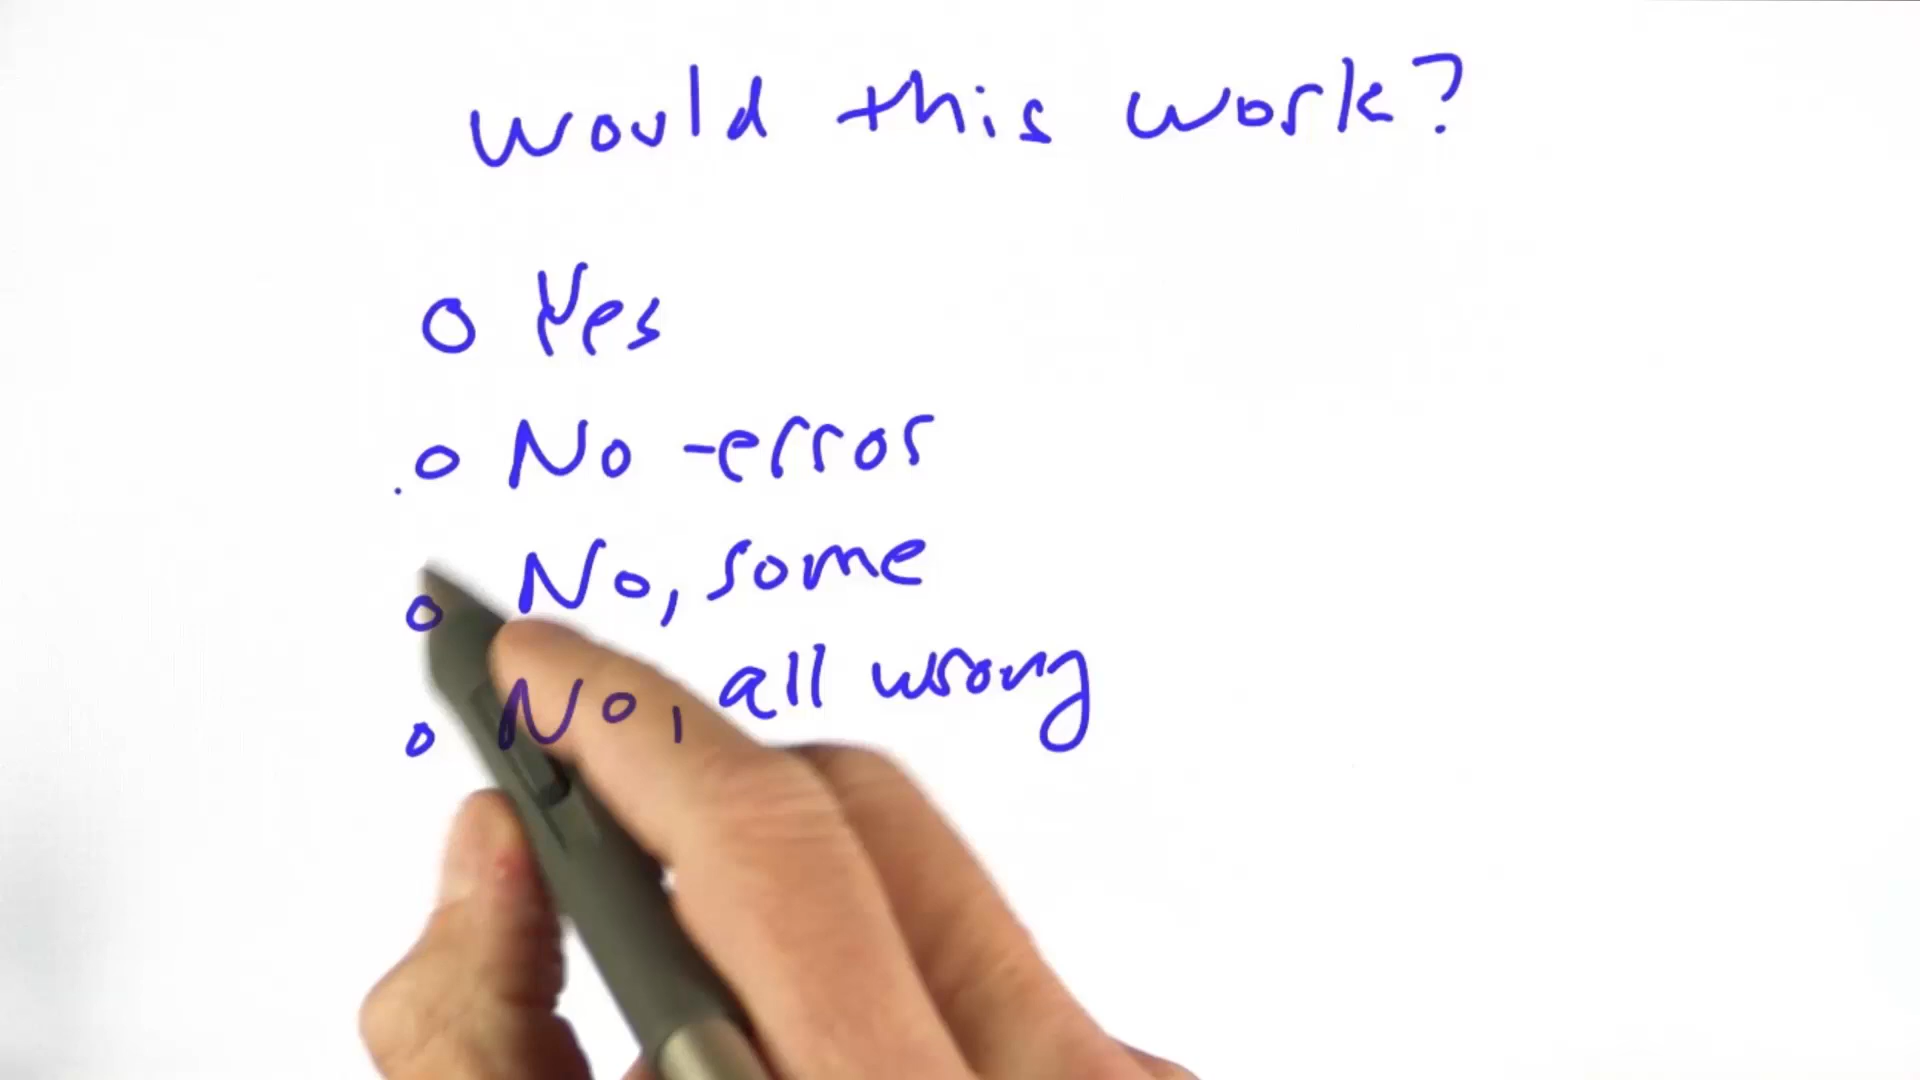 would this work?
o Yes
o No -error
o No, some
o No, all wrong